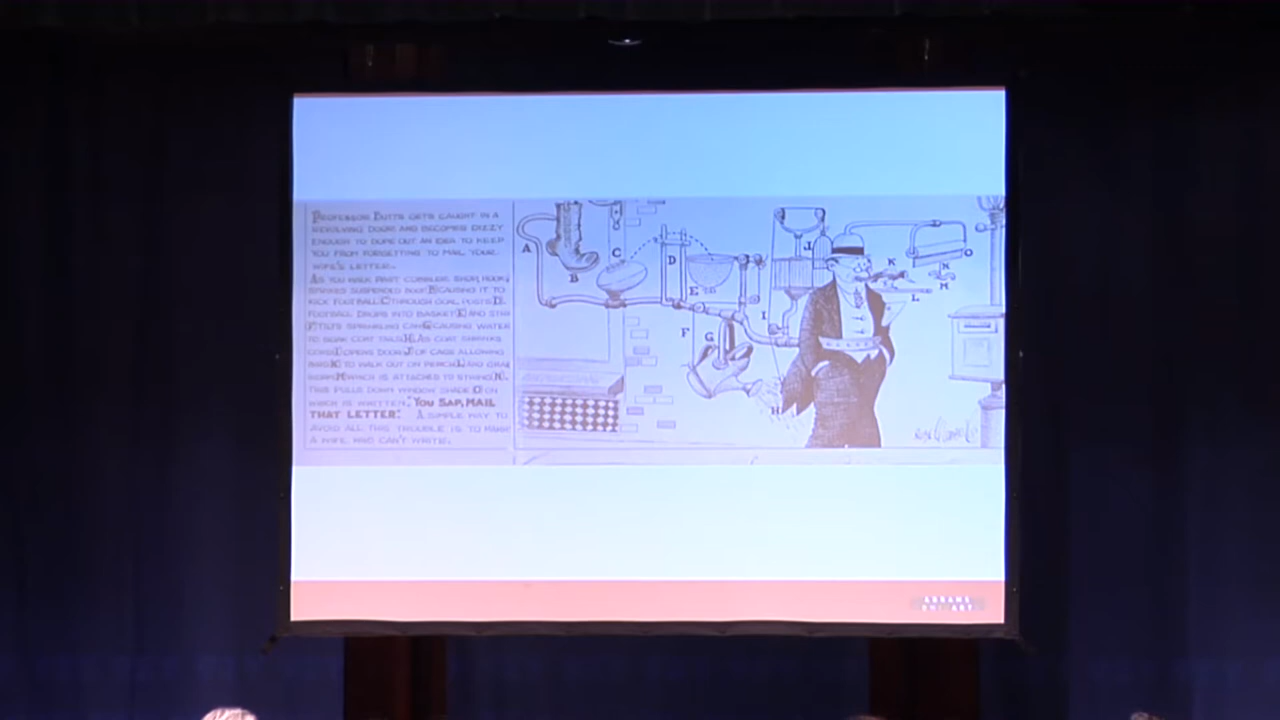 PROFESSOR BUTTS GETS CAUGHT IN A
REVOLVING DOOR AND BECOMES DIZZY
ENOUGH TO DOPE OUT AN IDEA TO KEEP
YOU FROM FORGETTING TO MAIL YOUR
WIFE'S LETTER.
AS YOU WALK PAST COBBLER SHOP, HOOK
STRIKES SUSPENDED BOOT B CAUSING IT TO
KICK FOOTBALL C THROUGH GOAL POSTS D.
FOOTBALL DROPS INTO BASKET E AND STRING
F TILTS SPRINKLING CAN G CAUSING WATER
TO SOAK COAT TAILS H. AS COAT SHRINKS
CORD I OPENS DOOR J OF CAGE ALLOWING
BIRD K TO WALK OUT ON PERCH L AND GRAB
WORM M WHICH IS ATTACHED TO STRING N.
THIS PULLS DOWN WINDOW SHADE O ON
WHICH IS WRITTEN, "YOU SAP, MAIL
THAT LETTER." A SIMPLE WAY TO
AVOID ALL THIS TROUBLE IS TO MARRY
A WIFE WHO CAN'T WRITE.
A
B
C
D
E
F
G
H
I
J
K
L
M
N
O